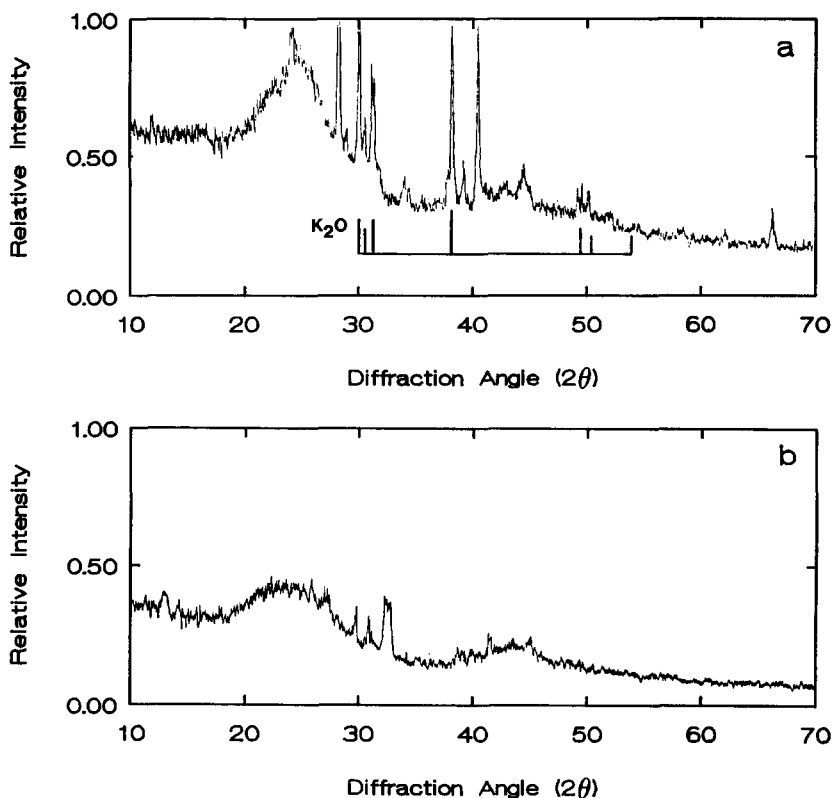 1.00
a
Relative Intensity
0.50
K₂O
0.00
10 20 30 40 50 60 70
Diffraction Angle (2θ)
1.00
b
Relative Intensity
0.50
0.00
10 20 30 40 50 60 70
Diffraction Angle (2θ)